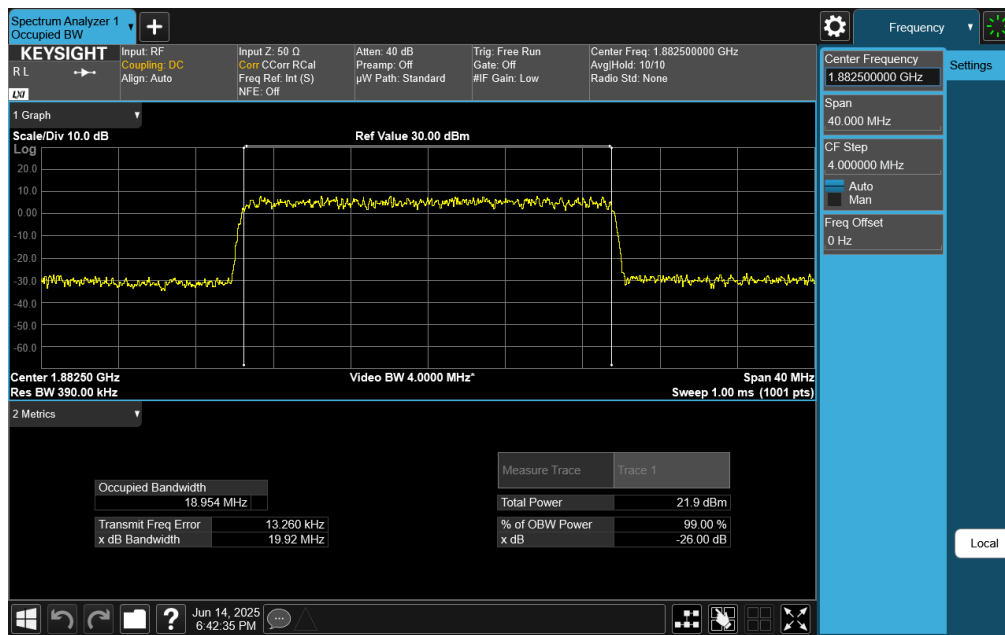 Spectrum Analyzer 1
Occupied BW
Frequency
KEYSIGHT
R L
LXI
Input: RF
Coupling: DC
Align: Auto
Input Z: 50 Ω
Corr CCorr RCal
Freq Ref: Int (S)
NFE: Off
Atten: 40 dB
Preamp: Off
µW Path: Standard
Trig: Free Run
Gate: Off
#IF Gain: Low
Center Freq: 1.882500000 GHz
Avg|Hold: 10/10
Radio Std: None
Center Frequency
1.882500000 GHz
Settings
Span
40.000 MHz
CF Step
4.000000 MHz
Auto
Man
Freq Offset
0 Hz
1 Graph
Scale/Div 10.0 dB
Ref Value 30.00 dBm
Log
20.0
10.0
0.00
-10.0
-20.0
-30.0
-40.0
-50.0
-60.0
Center 1.88250 GHz
Video BW 4.0000 MHz*
Span 40 MHz
Res BW 390.00 kHz
Sweep 1.00 ms (1001 pts)
2 Metrics
Measure Trace Trace 1
Occupied Bandwidth
18.954 MHz
Total Power 21.9 dBm
Transmit Freq Error 13.260 kHz
% of OBW Power 99.00 %
x dB Bandwidth 19.92 MHz
x dB -26.00 dB
Local
Jun 14, 2025
6:42:35 PM